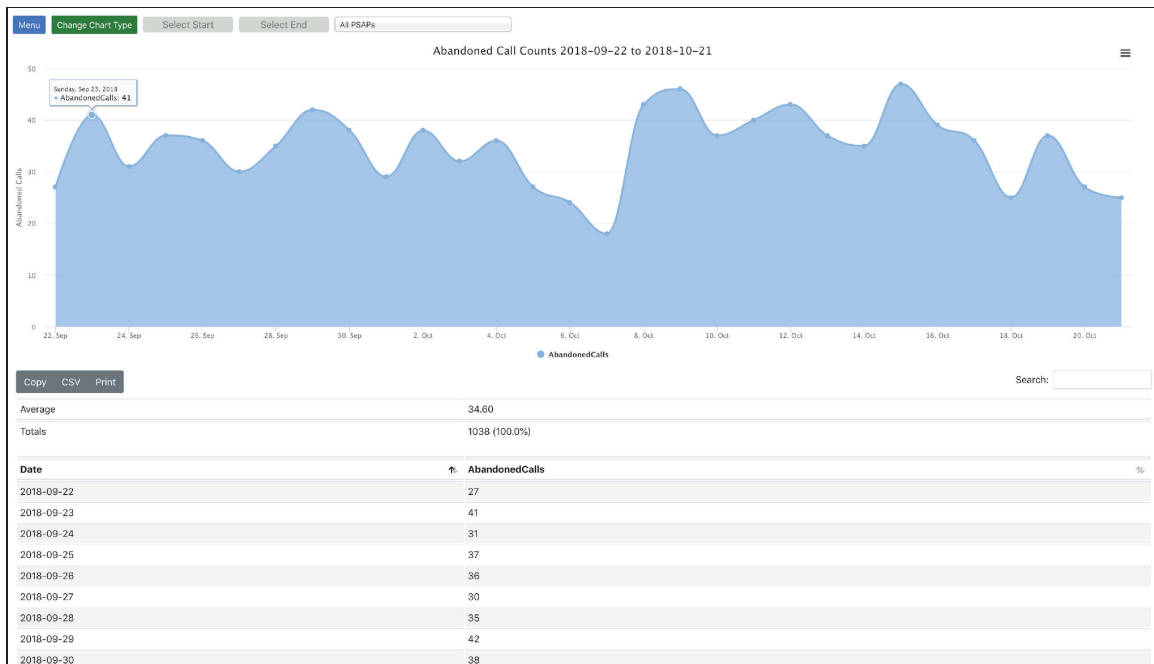 Menu Change Chart Type Select Start Select End All PSAPs
Abandoned Call Counts 2018-09-22 to 2018-10-21
50
Sunday, Sep 23, 2018
AbandonedCalls: 41
40
30
20
10
0
Abandoned Calls
22. Sep 24. Sep 26. Sep 28. Sep 30. Sep 2. Oct 4. Oct 6. Oct 8. Oct 10. Oct 12. Oct 14. Oct 16. Oct 18. Oct 20. Oct
AbandonedCalls
Copy CSV Print Search:
Average 34.60
Totals 1038 (100.0%)
Date AbandonedCalls
2018-09-22 27
2018-09-23 41
2018-09-24 31
2018-09-25 37
2018-09-26 36
2018-09-27 30
2018-09-28 35
2018-09-29 42
2018-09-30 38